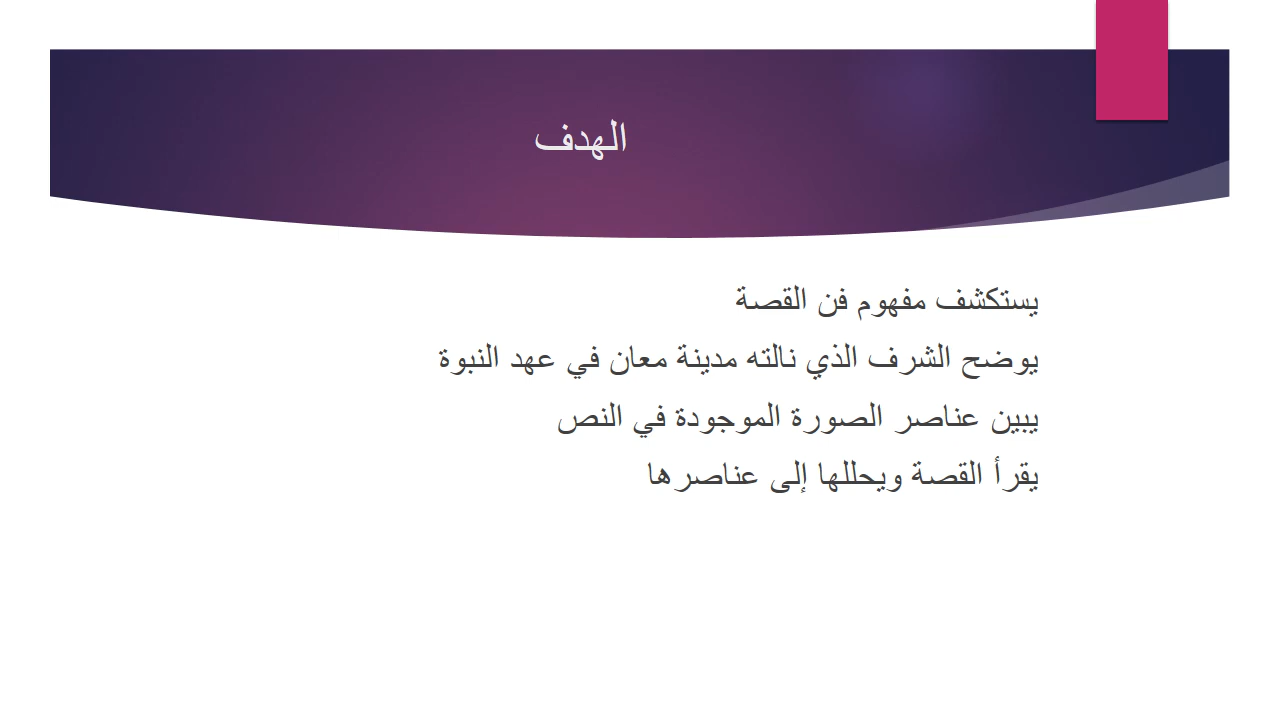 الهدف
يستكشف مفهوم فن القصة
يوضح الشرف الذي نالته مدينة معان في عهد النبوة
يبين عناصر الصورة الموجودة في النص
يقرأ القصة ويحللها إلى عناصرها